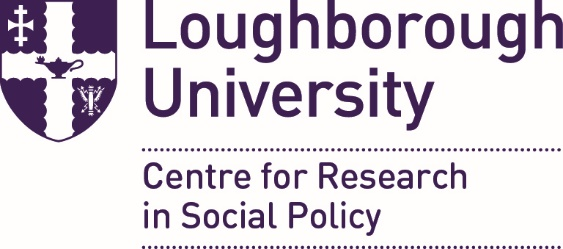 Loughborough
University
Centre for Research
in Social Policy